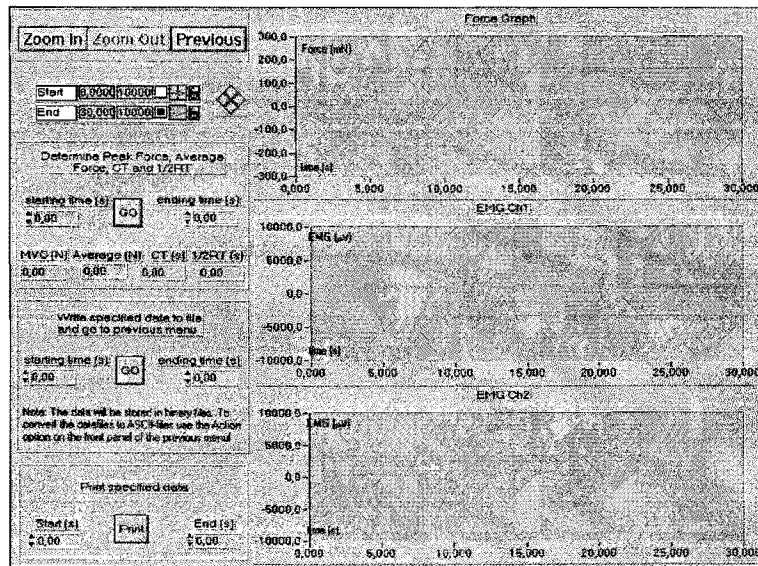 Zoom In Zoom Out Previous
Start 0,0000 10000
End 30,000 10000
Determine Peak Force, Average
Force, CT and 1/2RT
starting time (s) GO ending time (s)
0,00 0,00
MVC [N] Average [N] CT (s) 1/2RT (s)
0,00 0,00 0,00 0,00
Write specified data to file
and go to previous menu
starting time (s) GO ending time (s)
0,00 0,00
Note: The data will be stored in binary files. To
convert the datafiles to ASCII-files use the Action
option on the front panel of the previous menu
Print specified data
Start (s) Print End (s)
0,00 0,00
Force Graph
300,0
Force (mN)
200,0
100,0
0,0
-100,0
-200,0
-300,0
time (s)
0,000 5,000 10,000 15,000 20,000 25,000 30,000
EMG Ch1
10000,0
EMG (µV)
5000,0
0,0
-5000,0
-10000,0
time (s)
0,000 5,000 10,000 15,000 20,000 25,000 30,000
EMG Ch2
10000,0
EMG (µV)
5000,0
0,0
-5000,0
-10000,0
time (s)
0,000 5,000 10,000 15,000 20,000 25,000 30,000